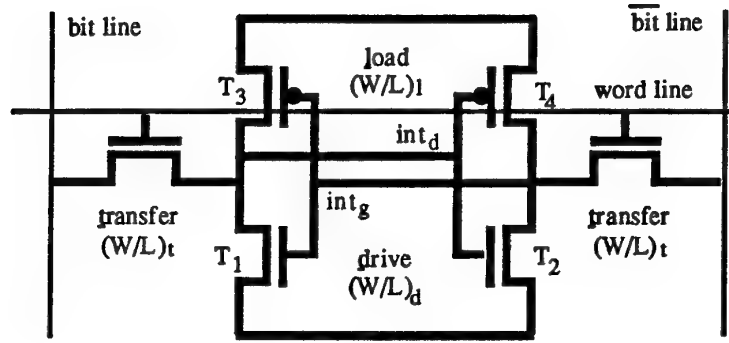 bit line
bit line
load
(W/L)l
T3
T4
word line
intd
intg
transfer
(W/L)t
T1
drive
(W/L)d
T2
transfer
(W/L)t